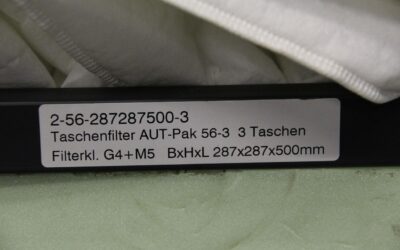 2-56-287287500-3
Taschenfilter AUT-Pak 56-3 3 Taschen
Filterkl. G4+M5 BxHxL 287x287x500mm